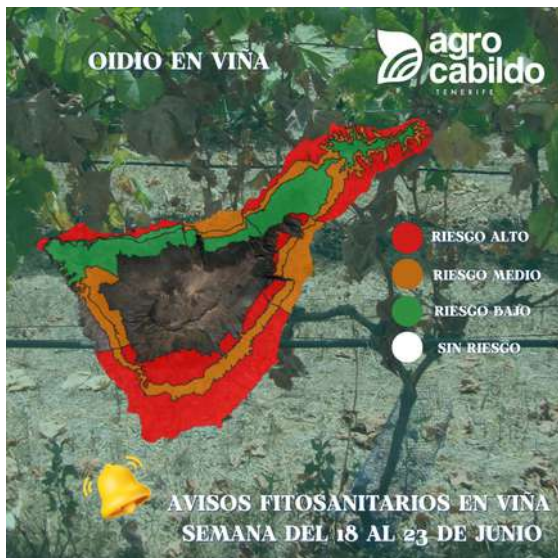 OIDIO EN VIÑA
agro
cabildo
TENERIFE
RIESGO ALTO
RIESGO MEDIO
RIESGO BAJO
SIN RIESGO
AVISOS FITOSANITARIOS EN VIÑA
SEMANA DEL 18 AL 23 DE JUNIO